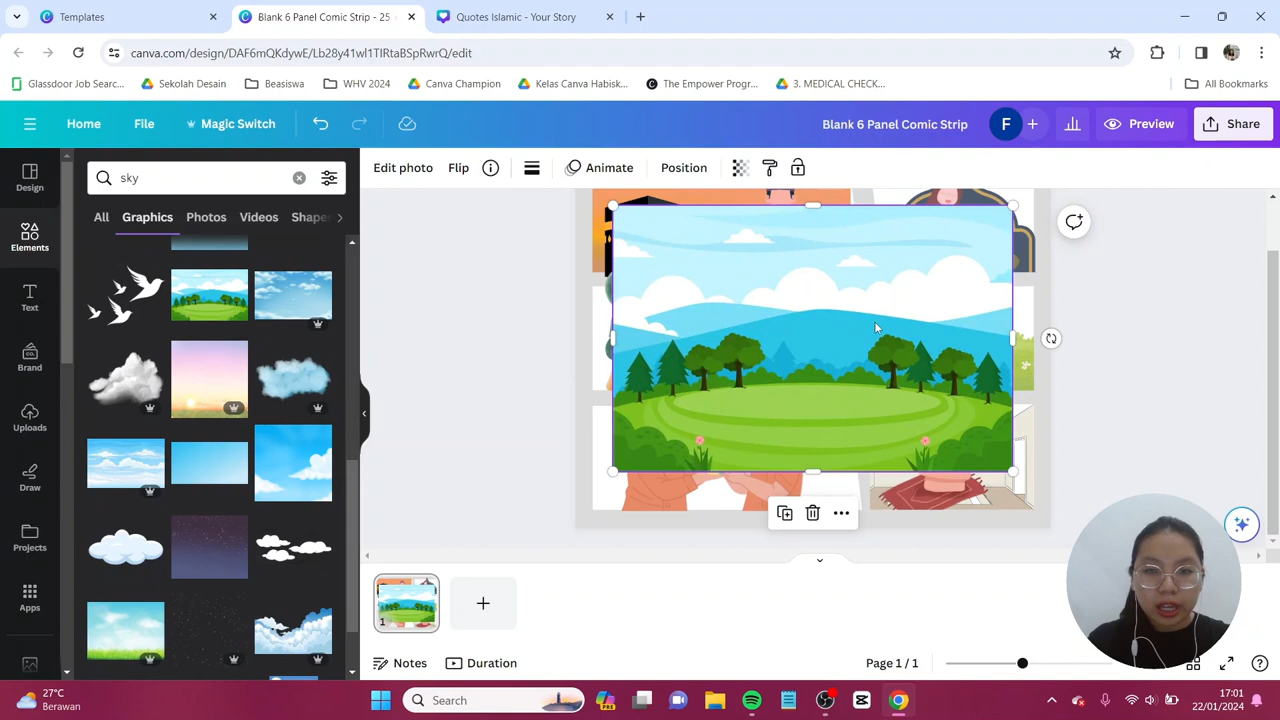 Templates
Blank 6 Panel Comic Strip - 25
Quotes Islamic - Your Story
canva.com/design/DAF6mQKdywE/Lb28y41wl1TIRtaBSpRwrQ/edit
Glassdoor Job Searc...
Sekolah Desain
Beasiswa
WHV 2024
Canva Champion
Kelas Canva Habisk...
The Empower Progr...
3. MEDICAL CHECK...
All Bookmarks
Home
File
Magic Switch
Blank 6 Panel Comic Strip
F
Preview
Share
Design
Elements
Text
Brand
Uploads
Draw
Projects
Apps
sky
All
Graphics
Photos
Videos
Shape
Edit photo
Flip
Animate
Position
1
Notes
Duration
Page 1 / 1
27°C
Berawan
Search
PRE
17:01
22/01/2024